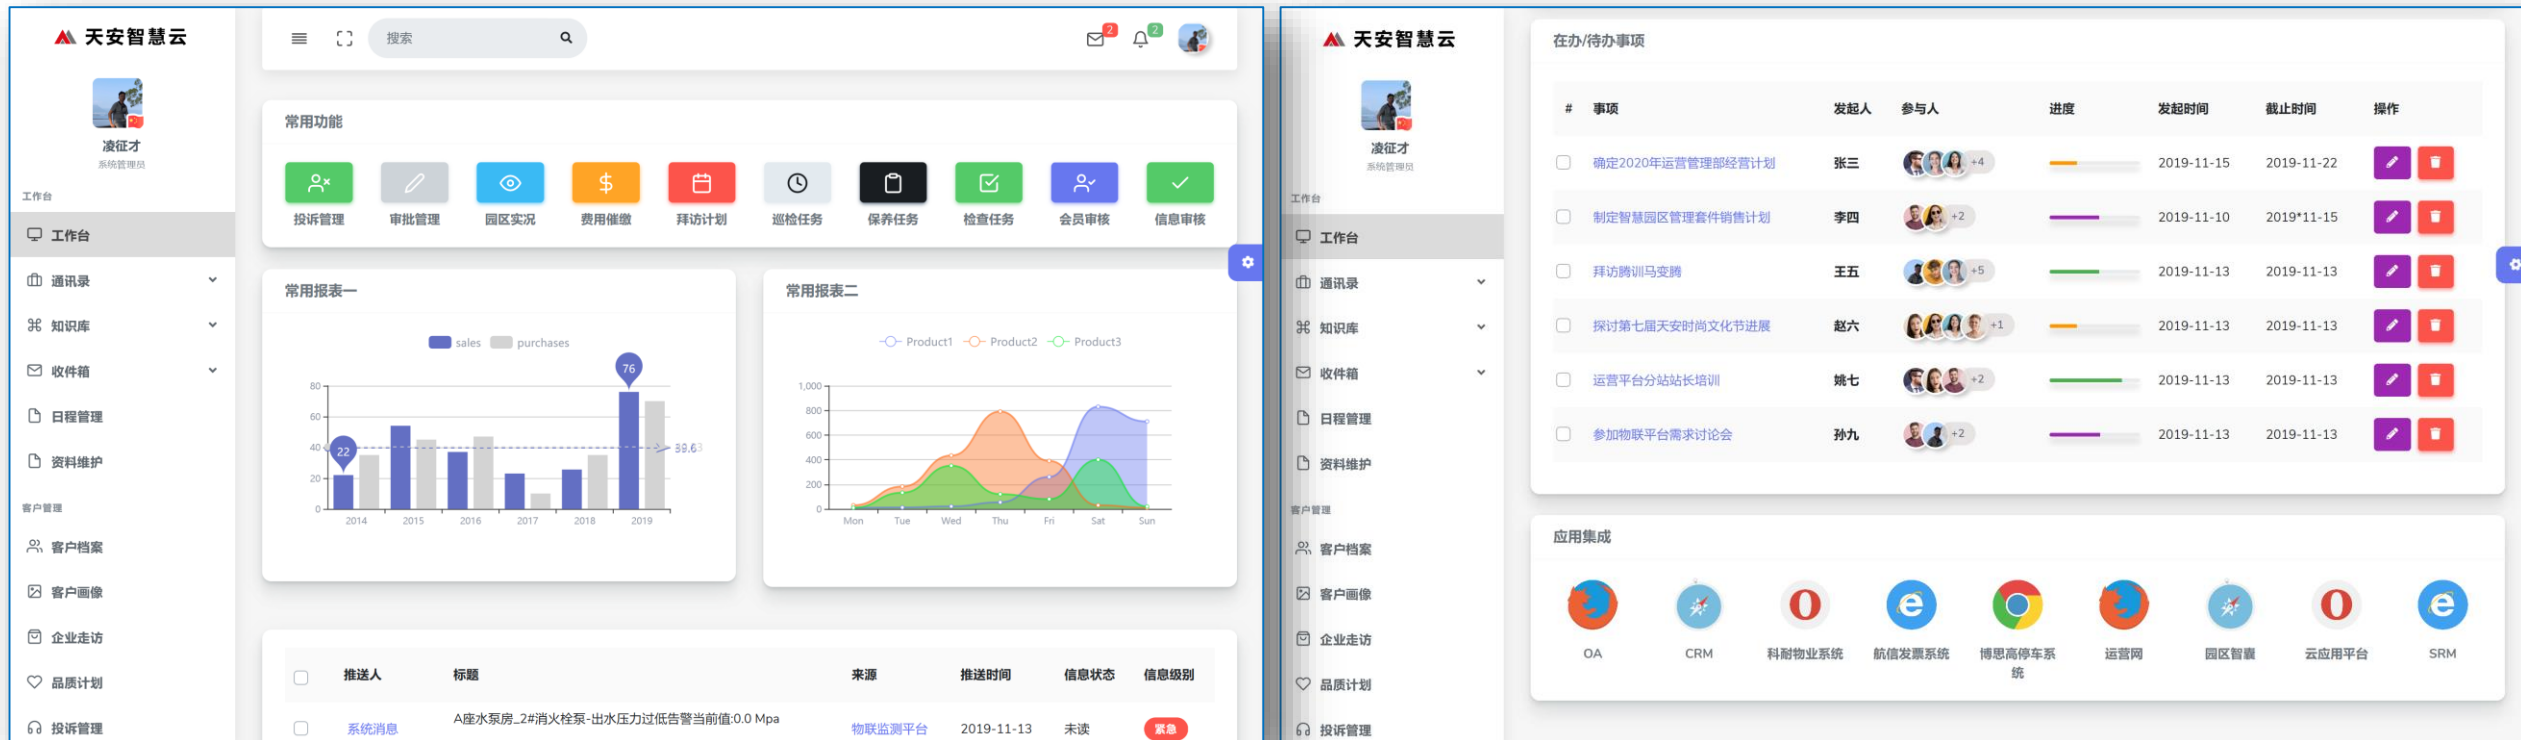 天安智慧云
凌征才
系统管理员
工作台
工作台
通讯录
知识库
收件箱
日程管理
资料维护
客户管理
客户档案
客户画像
企业走访
品质计划
投诉管理
搜索
2
2
常用功能
投诉管理 审批管理 园区实况 费用催缴 拜访计划 巡检任务 保养任务 检查任务 会员审核 信息审核
常用报表一
sales purchases
76
22
80
60
40
20
0
2014 2015 2016 2017 2018 2019
常用报表二
Product1 Product2 Product3
1,000
800
600
400
200
0
Mon Tue Wed Thu Fri Sat Sun
推送人 标题 来源 推送时间 信息状态 信息级别
系统消息 A座水泵房_2#消火栓泵-出水压力过低告警当前值:0.0 Mpa 物联监测平台 2019-11-13 未读 紧急
天安智慧云
凌征才
系统管理员
工作台
工作台
通讯录
知识库
收件箱
日程管理
资料维护
客户管理
客户档案
客户画像
企业走访
品质计划
投诉管理
在办/待办事项
# 事项 发起人 参与人 进度 发起时间 截止时间 操作
确定2020年运营管理部经营计划 张三 +4 2019-11-15 2019-11-22
制定智慧园区管理套件销售计划 李四 +2 2019-11-10 2019*11-15
拜访腾训马变腾 王五 +5 2019-11-13 2019-11-13
探讨第七届天安时尚文化节进展 赵六 +1 2019-11-13 2019-11-13
运营平台分站站长培训 姚七 +2 2019-11-13 2019-11-13
参加物联平台需求讨论会 孙九 +2 2019-11-13 2019-11-13
应用集成
OA CRM 科耐物业系统 航信发票系统 博思高停车系统 运营网 园区智囊 云应用平台 SRM